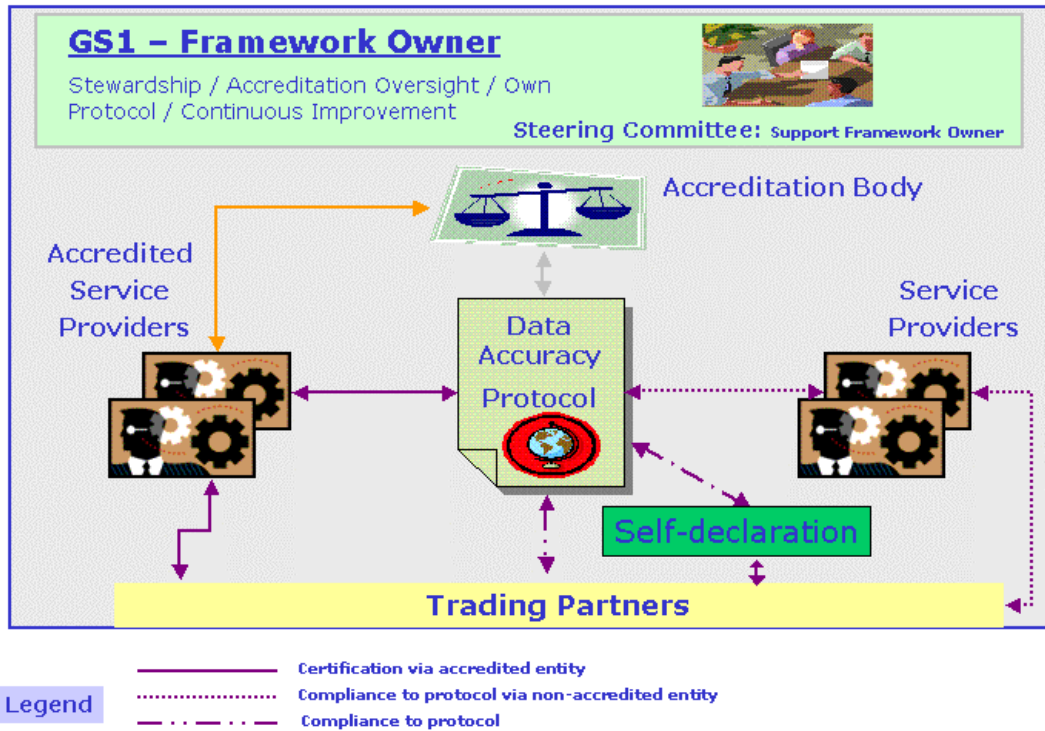 GS1 – Framework Owner
Stewardship / Accreditation Oversight / Own
Protocol / Continuous Improvement
Steering Committee: Support Framework Owner
Accreditation Body
Accredited
Service
Providers
Data
Accuracy
Protocol
Service
Providers
Self-declaration
Trading Partners
Legend
Certification via accredited entity
Compliance to protocol via non-accredited entity
Compliance to protocol